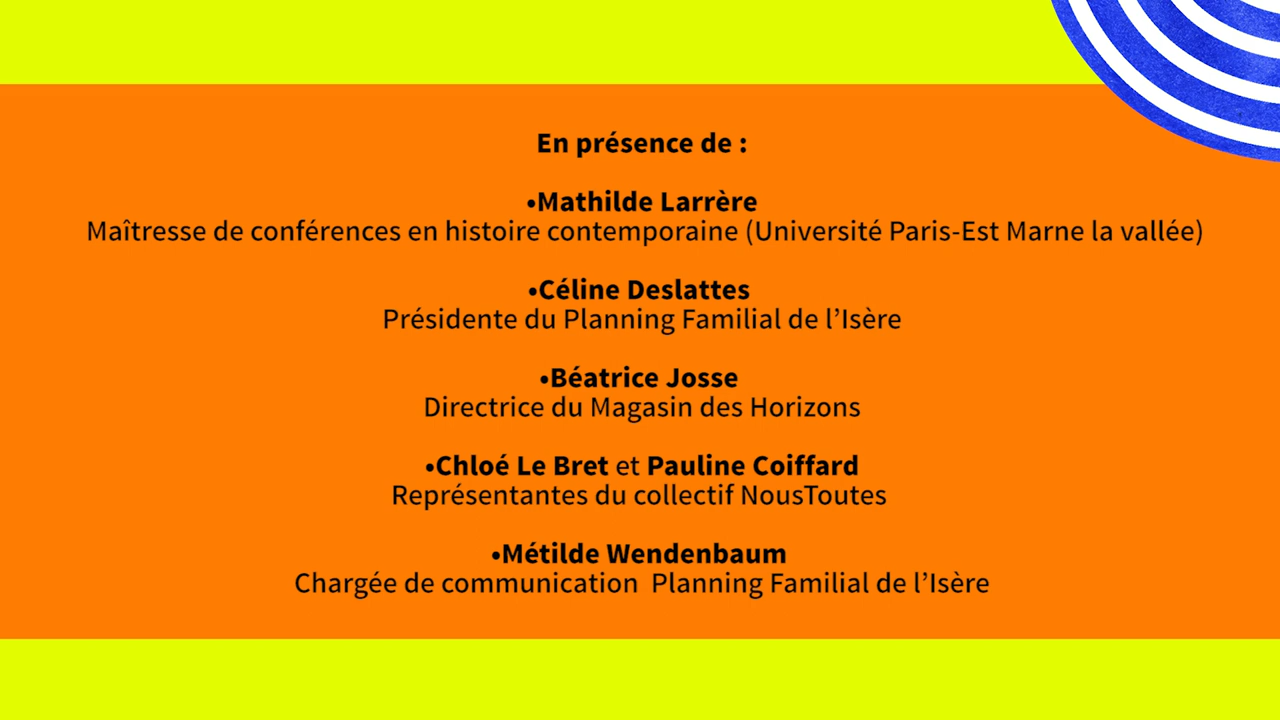 En présence de :
•Mathilde Larrère
Maîtresse de conférences en histoire contemporaine (Université Paris-Est Marne la vallée)
•Céline Deslattes
Présidente du Planning Familial de l’Isère
•Béatrice Josse
Directrice du Magasin des Horizons
•Chloé Le Bret et Pauline Coiffard
Représentantes du collectif NousToutes
•Métilde Wendenbaum
Chargée de communication  Planning Familial de l’Isère